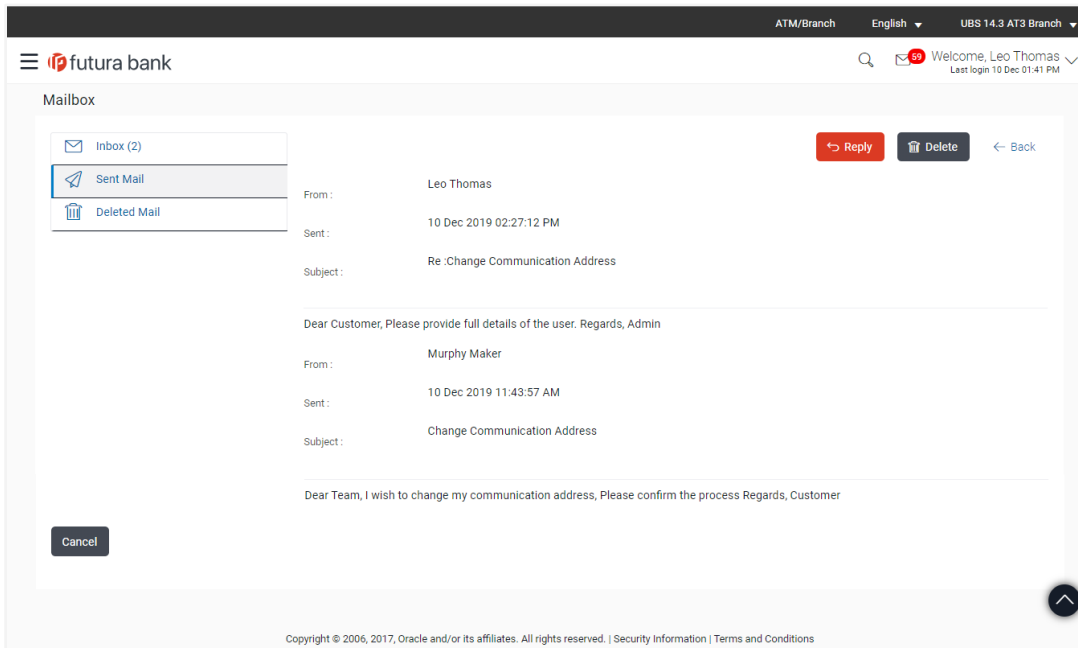 ATM/Branch English UBS 14.3 AT3 Branch
futura bank
59
Welcome, Leo Thomas
Last login 10 Dec 01:41 PM
Mailbox
Inbox (2)
Reply Delete Back
Sent Mail
Deleted Mail
From : Leo Thomas
Sent : 10 Dec 2019 02:27:12 PM
Subject : Re :Change Communication Address
Dear Customer, Please provide full details of the user. Regards, Admin
From : Murphy Maker
Sent : 10 Dec 2019 11:43:57 AM
Subject : Change Communication Address
Dear Team, I wish to change my communication address, Please confirm the process Regards, Customer
Cancel
Copyright © 2006, 2017, Oracle and/or its affiliates. All rights reserved. | Security Information | Terms and Conditions